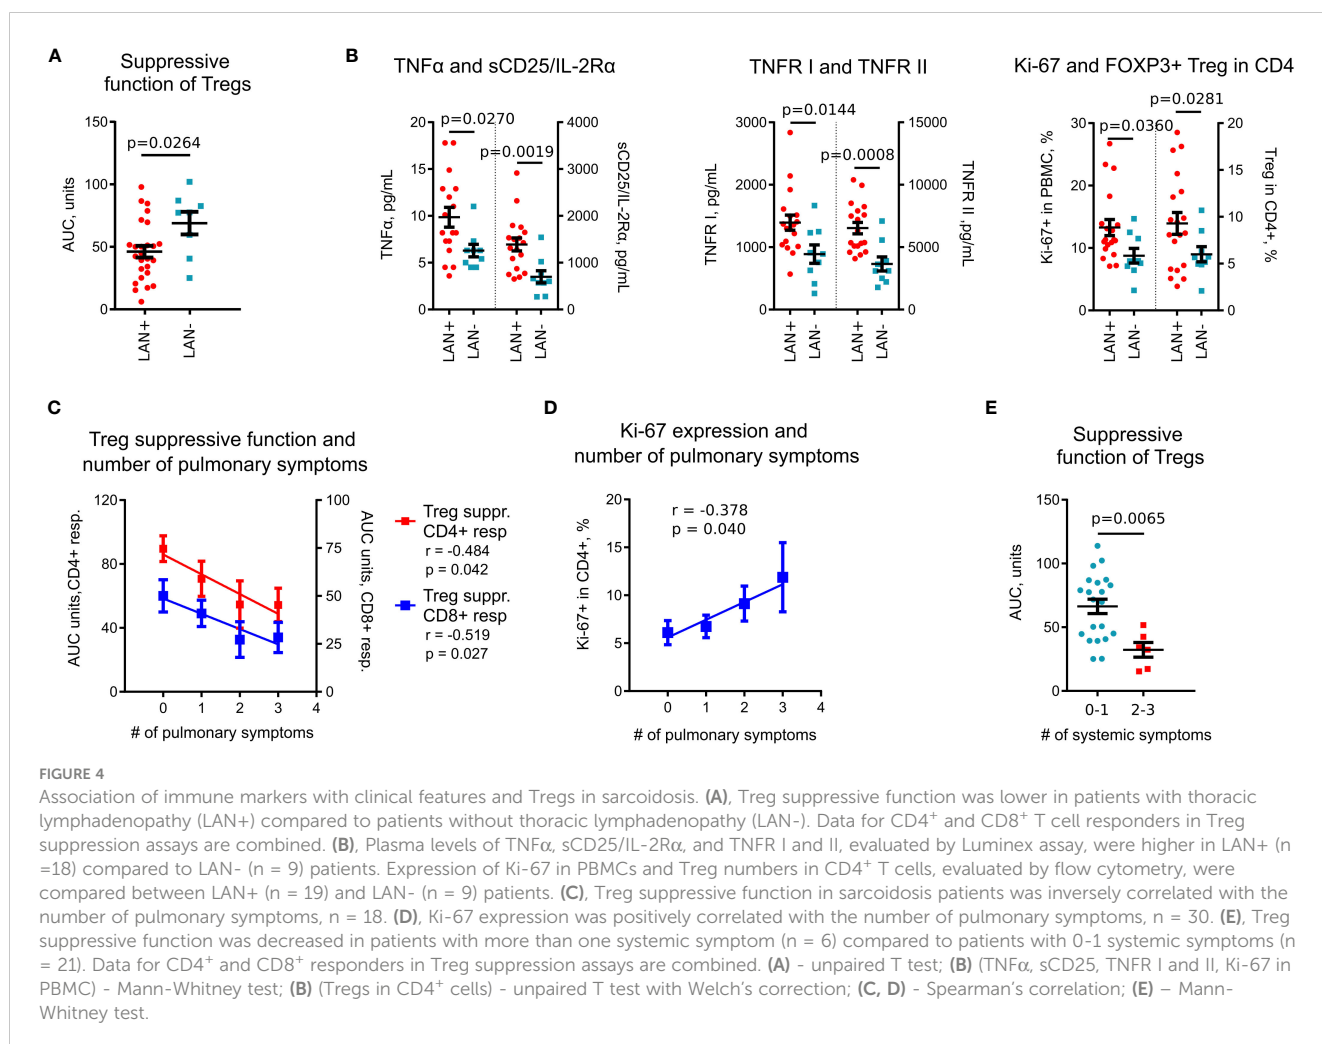 A
Suppressive
function of Tregs
150
100
50
0
AUC, units
p=0.0264
LAN+
LAN-
B
TNFα and sCD25/IL-2Rα
20
15
10
5
0
TNFα, pg/mL
p=0.0270
p=0.0019
4000
3000
2000
1000
0
sCD25/IL-2Rα, pg/mL
LAN+
LAN-
LAN+
LAN-
TNFR I and TNFR II
3000
2000
1000
0
TNFR I, pg/mL
p=0.0144
p=0.0008
15000
10000
5000
0
TNFR II ,pg/mL
LAN+
LAN-
LAN+
LAN-
Ki-67 and FOXP3+ Treg in CD4
30
20
10
0
Ki-67+ in PBMC, %
p=0.0360
p=0.0281
20
15
10
5
0
Treg in CD4+, %
LAN+
LAN-
LAN+
LAN-
C
Treg suppressive function and
number of pulmonary symptoms
120
80
40
0
AUC units,CD4+ resp.
100
75
50
25
0
AUC units, CD8+ resp.
0 1 2 3 4
# of pulmonary symptoms
Treg suppr.
CD4+ resp
r = -0.484
p = 0.042
Treg suppr.
CD8+ resp
r = -0.519
p = 0.027
D
Ki-67 expression and
number of pulmonary symptoms
20
15
10
5
0
Ki-67+ in CD4+, %
r = -0.378
p = 0.040
0 1 2 3 4
# of pulmonary symptoms
E
Suppressive
function of Tregs
150
100
50
0
AUC, units
p=0.0065
0-1 2-3
# of systemic symptoms
FIGURE 4
Association of immune markers with clinical features and Tregs in sarcoidosis. (A), Treg suppressive function was lower in patients with thoracic
lymphadenopathy (LAN+) compared to patients without thoracic lymphadenopathy (LAN-). Data for CD4⁺ and CD8⁺ T cell responders in Treg
suppression assays are combined. (B), Plasma levels of TNFα, sCD25/IL-2Rα, and TNFR I and II, evaluated by Luminex assay, were higher in LAN+ (n
=18) compared to LAN- (n = 9) patients. Expression of Ki-67 in PBMCs and Treg numbers in CD4⁺ T cells, evaluated by flow cytometry, were
compared between LAN+ (n = 19) and LAN- (n = 9) patients. (C), Treg suppressive function in sarcoidosis patients was inversely correlated with the
number of pulmonary symptoms, n = 18. (D), Ki-67 expression was positively correlated with the number of pulmonary symptoms, n = 30. (E), Treg
suppressive function was decreased in patients with more than one systemic symptom (n = 6) compared to patients with 0-1 systemic symptoms (n
= 21). Data for CD4⁺ and CD8⁺ responders in Treg suppression assays are combined. (A) - unpaired T test; (B) (TNFα, sCD25, TNFR I and II, Ki-67 in
PBMC) - Mann-Whitney test; (B) (Tregs in CD4⁺ cells) - unpaired T test with Welch's correction; (C, D) - Spearman's correlation; (E) – Mann-
Whitney test.